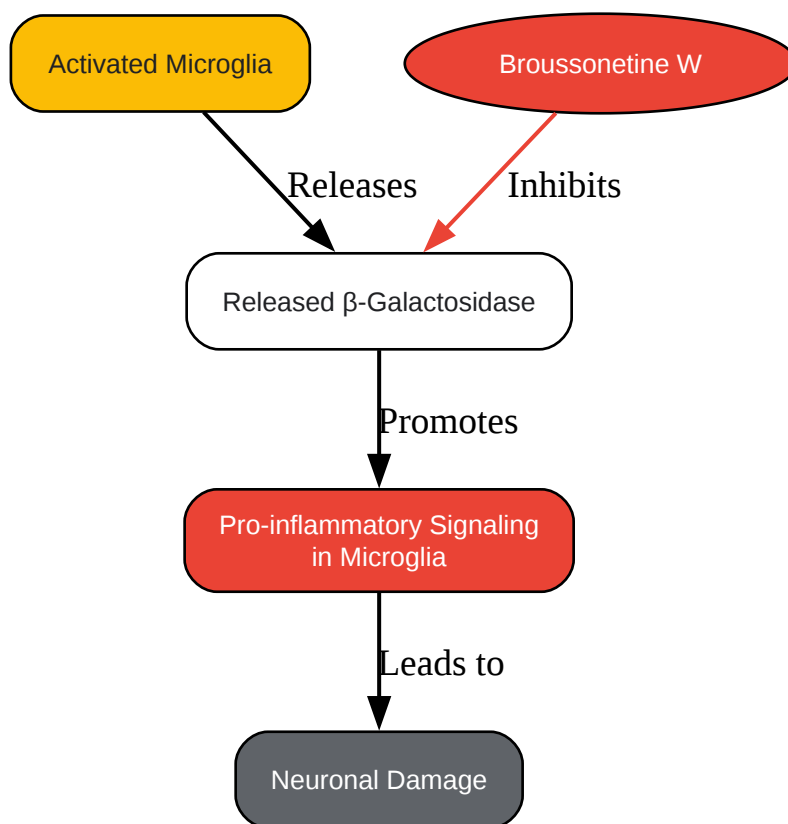 Activated Microglia
Broussonetine W
Releases
Inhibits
Released β-Galactosidase
Promotes
Pro-inflammatory Signaling
in Microglia
Leads to
Neuronal Damage